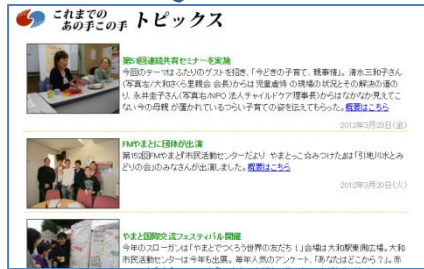 これまでの
あの手この手 トピックス
第51回連続共育セミナーを実施
今回のテーマはふたりのゲストを招き、「今どきの子育て、親事情」。清水三和子さん
(写真左/大和さくら里親会 会長)からは児童虐待 の現場の状況とその解決の道の
り、永井圭子さん(写真右/NPO 法人チャイルドケア理事長)からはなかなか見えてこ
ない今の母親 が置かれているつらい子育ての姿を伝えてもらった。概要はこちら
2012年3月23日(金)
FMやまとに団体が出演
第152回FMやまと「市民活動センターだより やまとっこ☆みつけた」は「引地川水とみ
どりの会」のみなさんが出演しました。概要はこちら
2012年3月20日(火)
やまと国際交流フェスティバル開催
今年のスローガンは「やまとでつくろう世界の友だち!」会場は大和駅東側広場。大和
市民活動センターは今年も出展。毎年人気のアンケート、「あなたはどこから?」。赤